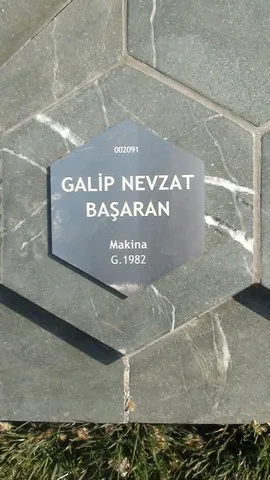 002091
GALİP NEVZAT
BAŞARAN
Makina
G.1982